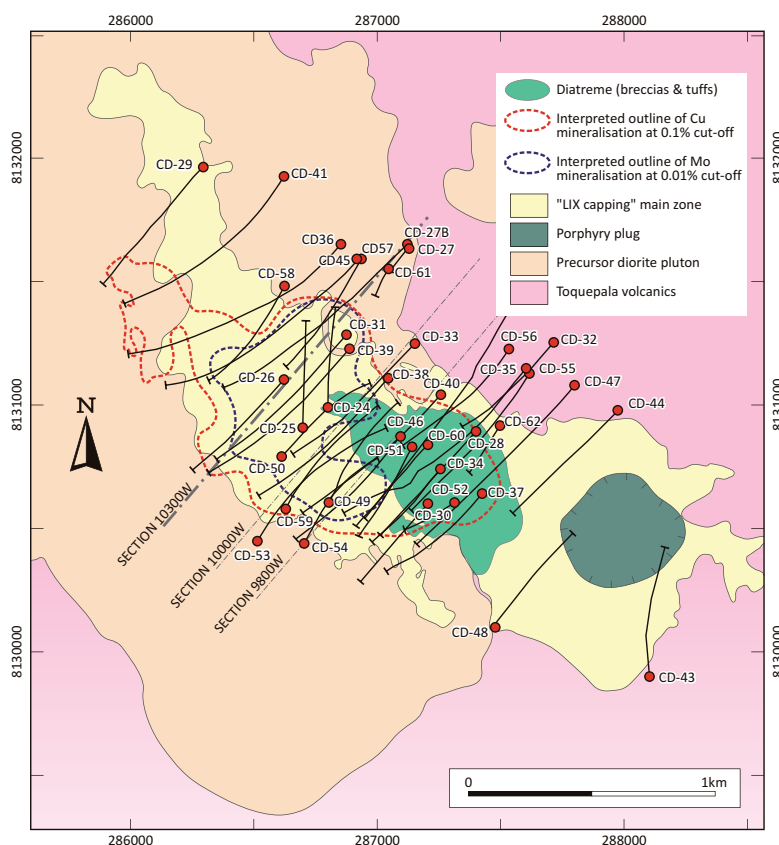 286000
287000
288000
8132000
8132000
8131000
8131000
8130000
8130000
Diatreme (breccias & tuffs)
Interpreted outline of Cu
mineralisation at 0.1% cut-off
Interpreted outline of Mo
mineralisation at 0.01% cut-off
"LIX capping" main zone
Porphyry plug
Precursor diorite pluton
Toquepala volcanics
CD-29
CD-41
CD36
CD45
CD57
CD-27B
CD-27
CD-61
CD-58
CD-31
CD-39
CD-33
CD-56
CD-32
CD-35
CD-55
CD-47
CD-44
CD-26
CD-38
CD-40
CD-24
CD-46
CD-60
CD-62
CD-28
CD-25
CD-51
CD-34
CD-50
CD-49
CD-52
CD-37
CD-30
CD-59
CD-53
CD-54
CD-48
CD-43
N
SECTION 10300W
SECTION 10000W
SECTION 9800W
0
1km
286000
287000
288000